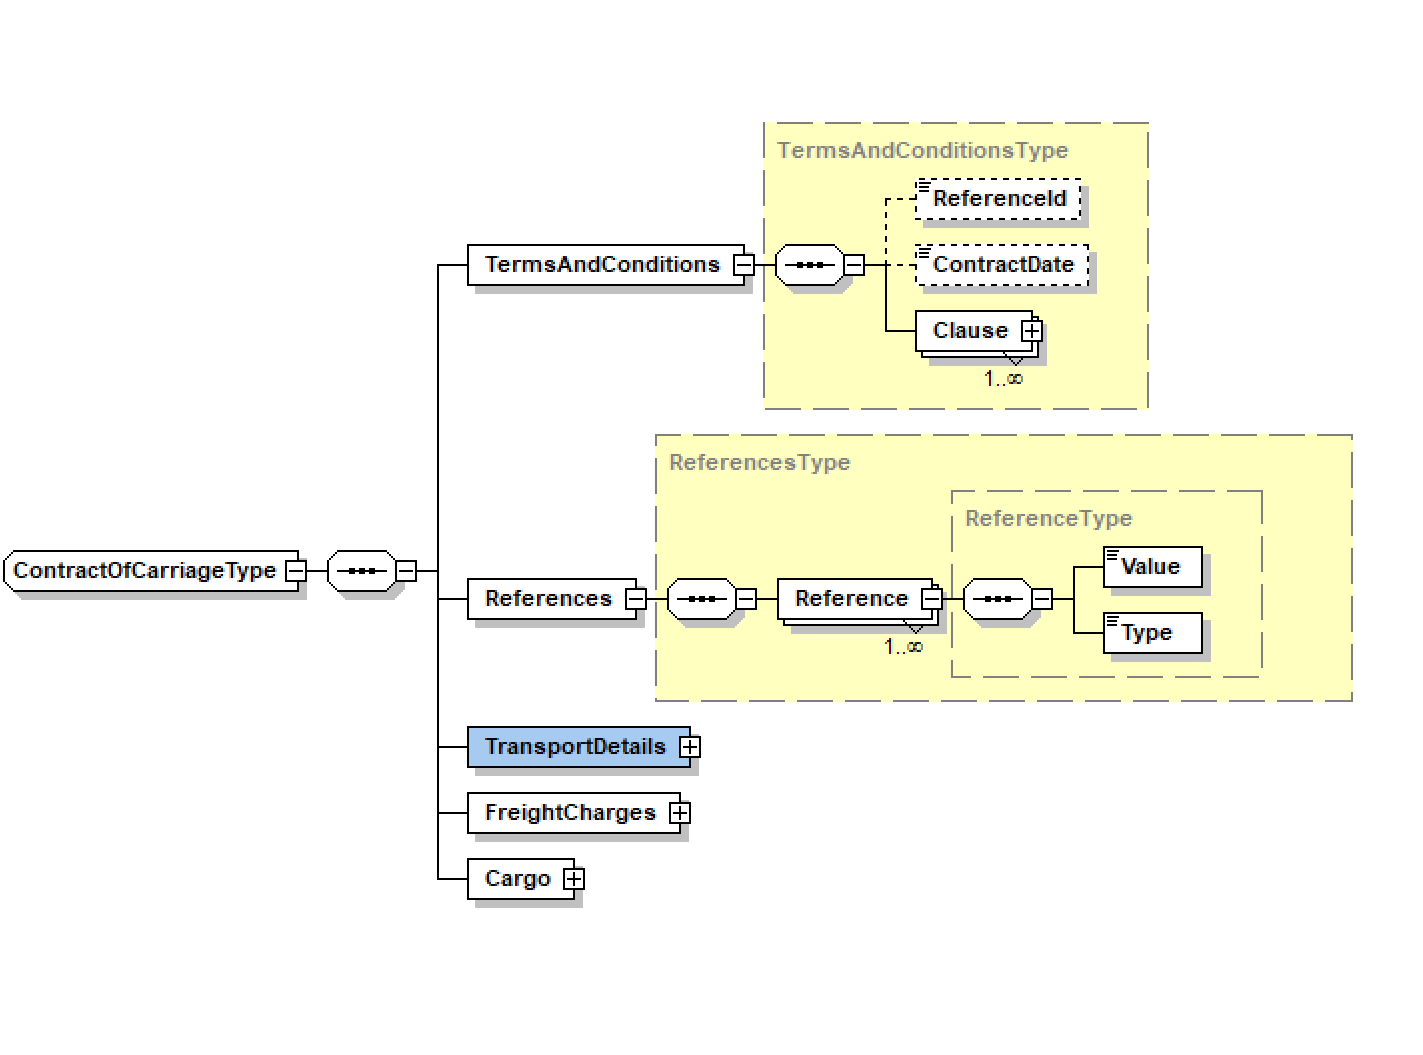 TermsAndConditionsType
ReferenceId
TermsAndConditions
ContractDate
Clause
1..∞
ReferencesType
ReferenceType
ContractOfCarriageType
Value
References
Reference
Type
1..∞
TransportDetails
FreightCharges
Cargo